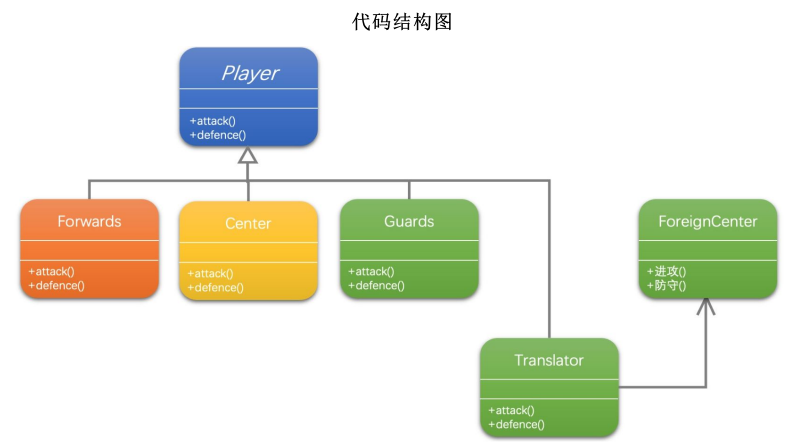 代码结构图
Player
+attack()
+defence()
Forwards
+attack()
+defence()
Center
+attack()
+defence()
Guards
+attack()
+defence()
ForeignCenter
+进攻()
+防守()
Translator
+attack()
+defence()